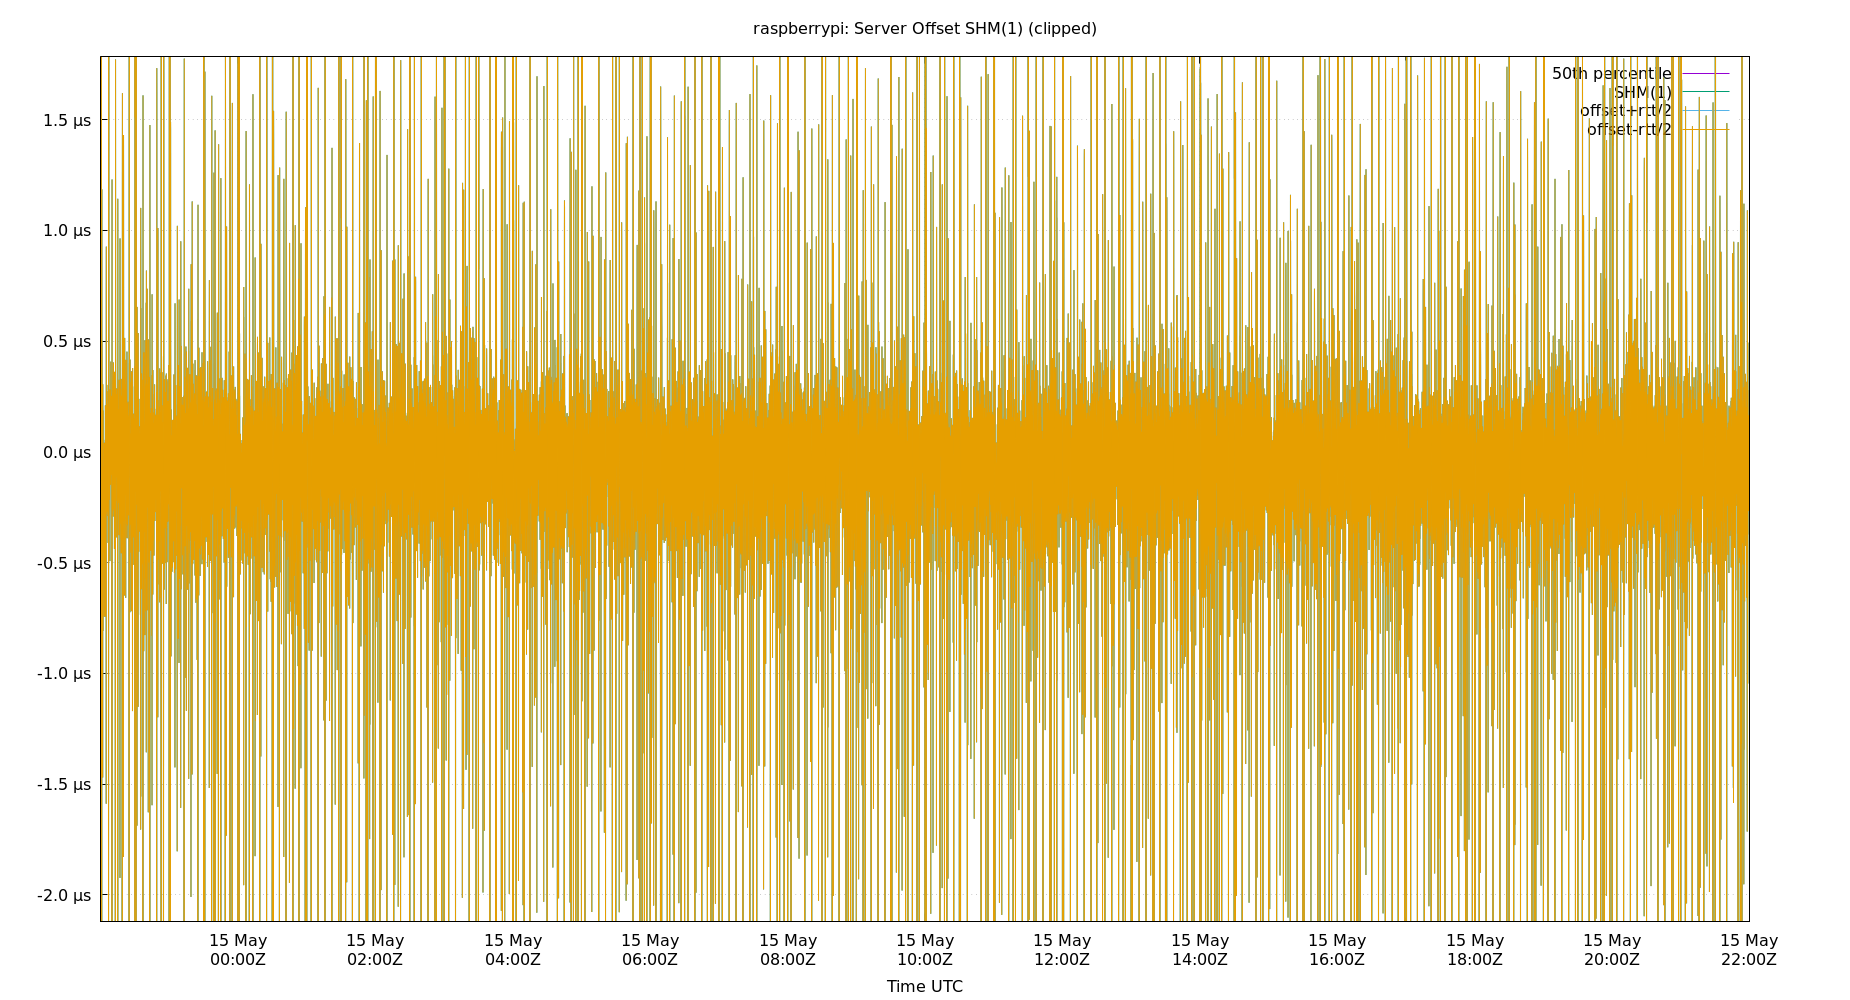 raspberrypi: Server Offset SHM(1) (clipped)
50th percentile
SHM(1)
offset+rtt/2
offset-rtt/2
1.5 µs
1.0 µs
0.5 µs
0.0 µs
-0.5 µs
-1.0 µs
-1.5 µs
-2.0 µs
15 May 15 May 15 May 15 May 15 May 15 May 15 May 15 May 15 May 15 May 15 May 15 May
00:00Z 02:00Z 04:00Z 06:00Z 08:00Z 10:00Z 12:00Z 14:00Z 16:00Z 18:00Z 20:00Z 22:00Z
Time UTC